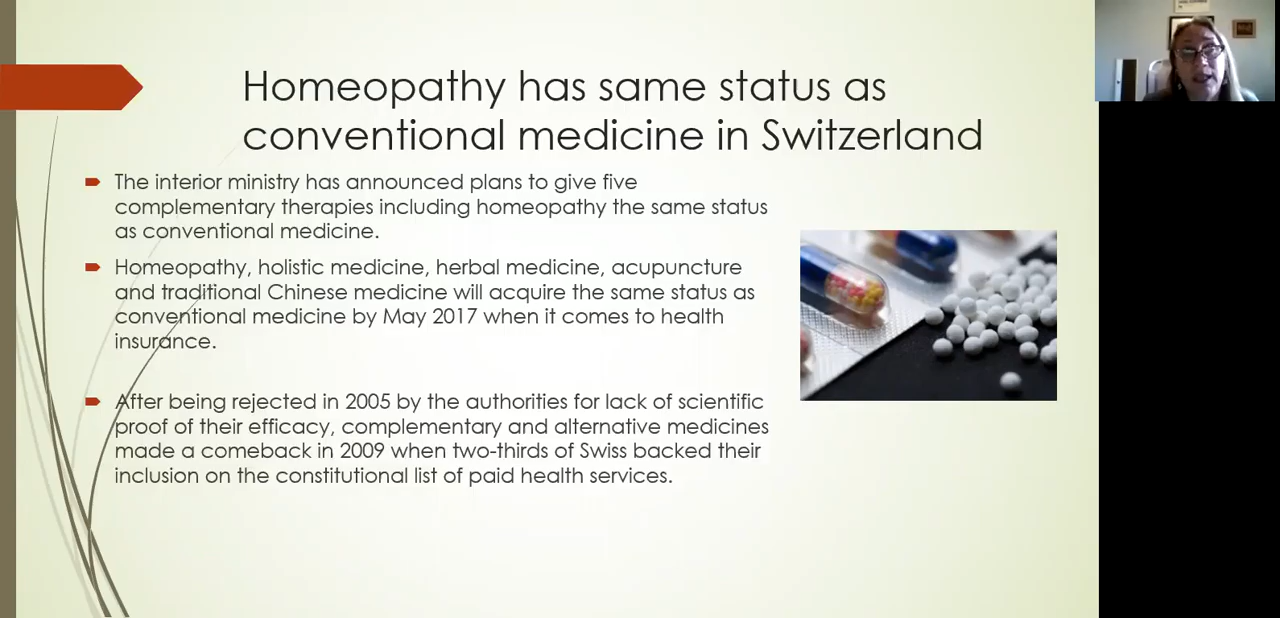 Homeopathy has same status as
conventional medicine in Switzerland
The interior ministry has announced plans to give five
complementary therapies including homeopathy the same status
as conventional medicine.
Homeopathy, holistic medicine, herbal medicine, acupuncture
and traditional Chinese medicine will acquire the same status as
conventional medicine by May 2017 when it comes to health
insurance.
After being rejected in 2005 by the authorities for lack of scientific
proof of their efficacy, complementary and alternative medicines
made a comeback in 2009 when two-thirds of Swiss backed their
inclusion on the constitutional list of paid health services.